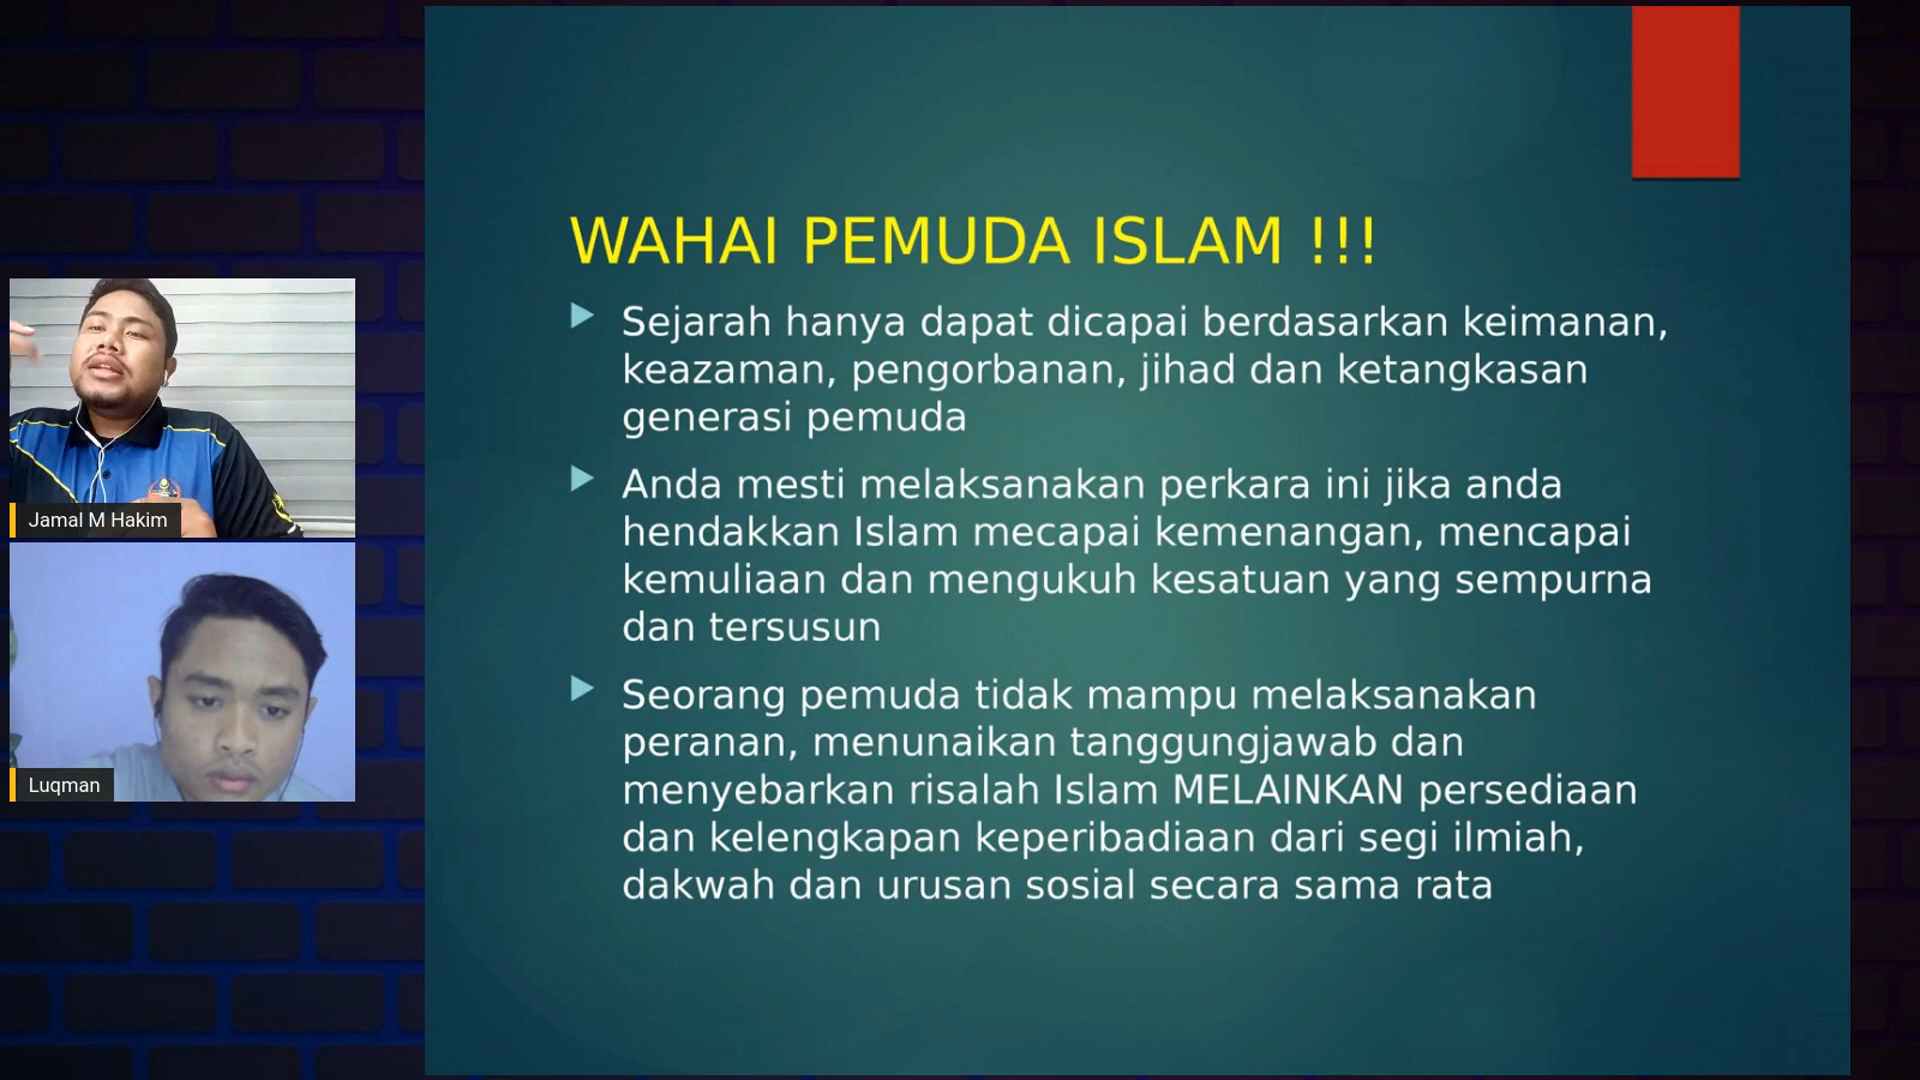 WAHAI PEMUDA ISLAM !!!
Sejarah hanya dapat dicapai berdasarkan keimanan,
keazaman, pengorbanan, jihad dan ketangkasan
generasi pemuda
Anda mesti melaksanakan perkara ini jika anda
hendakkan Islam mecapai kemenangan, mencapai
kemuliaan dan mengukuh kesatuan yang sempurna
dan tersusun
Seorang pemuda tidak mampu melaksanakan
peranan, menunaikan tanggungjawab dan
menyebarkan risalah Islam MELAINKAN persediaan
dan kelengkapan keperibadiaan dari segi ilmiah,
dakwah dan urusan sosial secara sama rata
Jamal M Hakim
Luqman